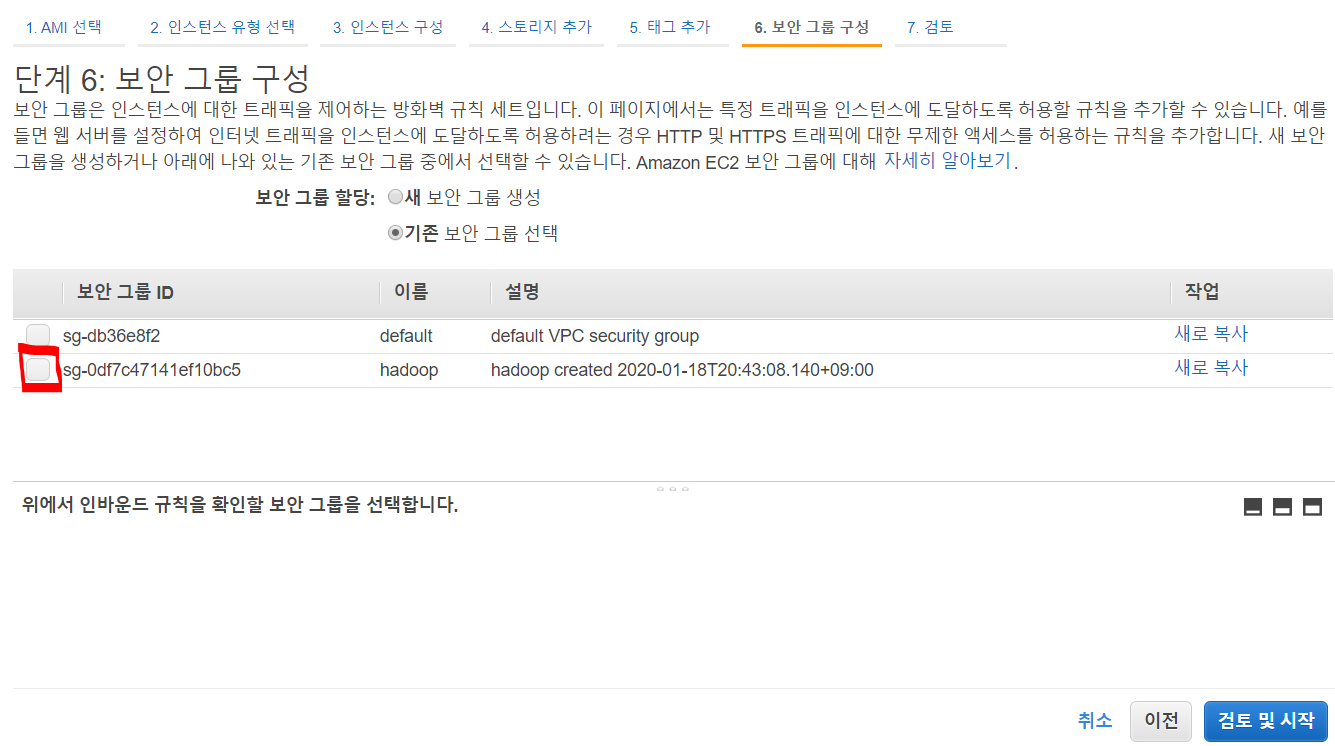 1. AMI 선택 2. 인스턴스 유형 선택 3. 인스턴스 구성 4. 스토리지 추가 5. 태그 추가 6. 보안 그룹 구성 7. 검토
단계 6: 보안 그룹 구성
보안 그룹은 인스턴스에 대한 트래픽을 제어하는 방화벽 규칙 세트입니다. 이 페이지에서는 특정 트래픽을 인스턴스에 도달하도록 허용할 규칙을 추가할 수 있습니다. 예를
들면 웹 서버를 설정하여 인터넷 트래픽을 인스턴스에 도달하도록 허용하려는 경우 HTTP 및 HTTPS 트래픽에 대한 무제한 액세스를 허용하는 규칙을 추가합니다. 새 보안
그룹을 생성하거나 아래에 나와 있는 기존 보안 그룹 중에서 선택할 수 있습니다. Amazon EC2 보안 그룹에 대해 자세히 알아보기.
보안 그룹 할당: 새 보안 그룹 생성
기존 보안 그룹 선택
보안 그룹 ID 이름 설명 작업
sg-db36e8f2 default default VPC security group 새로 복사
sg-0df7c47141ef10bc5 hadoop hadoop created 2020-01-18T20:43:08.140+09:00 새로 복사
위에서 인바운드 규칙을 확인할 보안 그룹을 선택합니다.
취소 이전 검토 및 시작